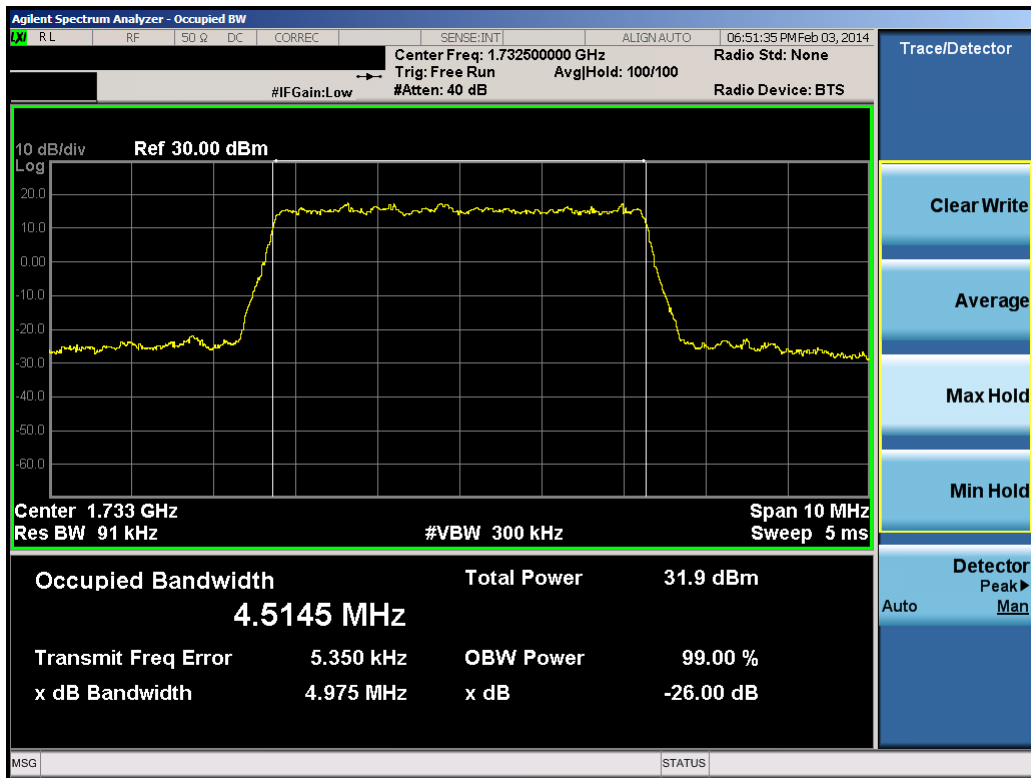 Agilent Spectrum Analyzer - Occupied BW
LXI RL RF 50 Ω DC CORREC SENSE:INT ALIGN AUTO 06:51:35 PM Feb 03, 2014
Center Freq: 1.732500000 GHz Radio Std: None
Trig: Free Run Avg|Hold: 100/100
#IFGain:Low #Atten: 40 dB Radio Device: BTS
10 dB/div Ref 30.00 dBm
Log
20.0
10.0
0.00
-10.0
-20.0
-30.0
-40.0
-50.0
-60.0
Center 1.733 GHz Span 10 MHz
Res BW 91 kHz #VBW 300 kHz Sweep 5 ms
Occupied Bandwidth Total Power 31.9 dBm
4.5145 MHz
Transmit Freq Error 5.350 kHz OBW Power 99.00 %
x dB Bandwidth 4.975 MHz x dB -26.00 dB
Trace/Detector
Clear Write
Average
Max Hold
Min Hold
Detector
Peak▶
Auto Man
MSG STATUS